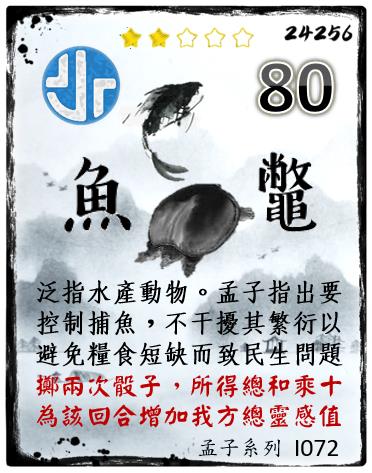 24256
80
魚 鼈
泛指水產動物。孟子指出要
控制捕魚，不干擾其繁衍以
避免糧食短缺而致民生問題
擲兩次骰子，所得總和乘十
為該回合增加我方總靈感值
孟子系列 1072